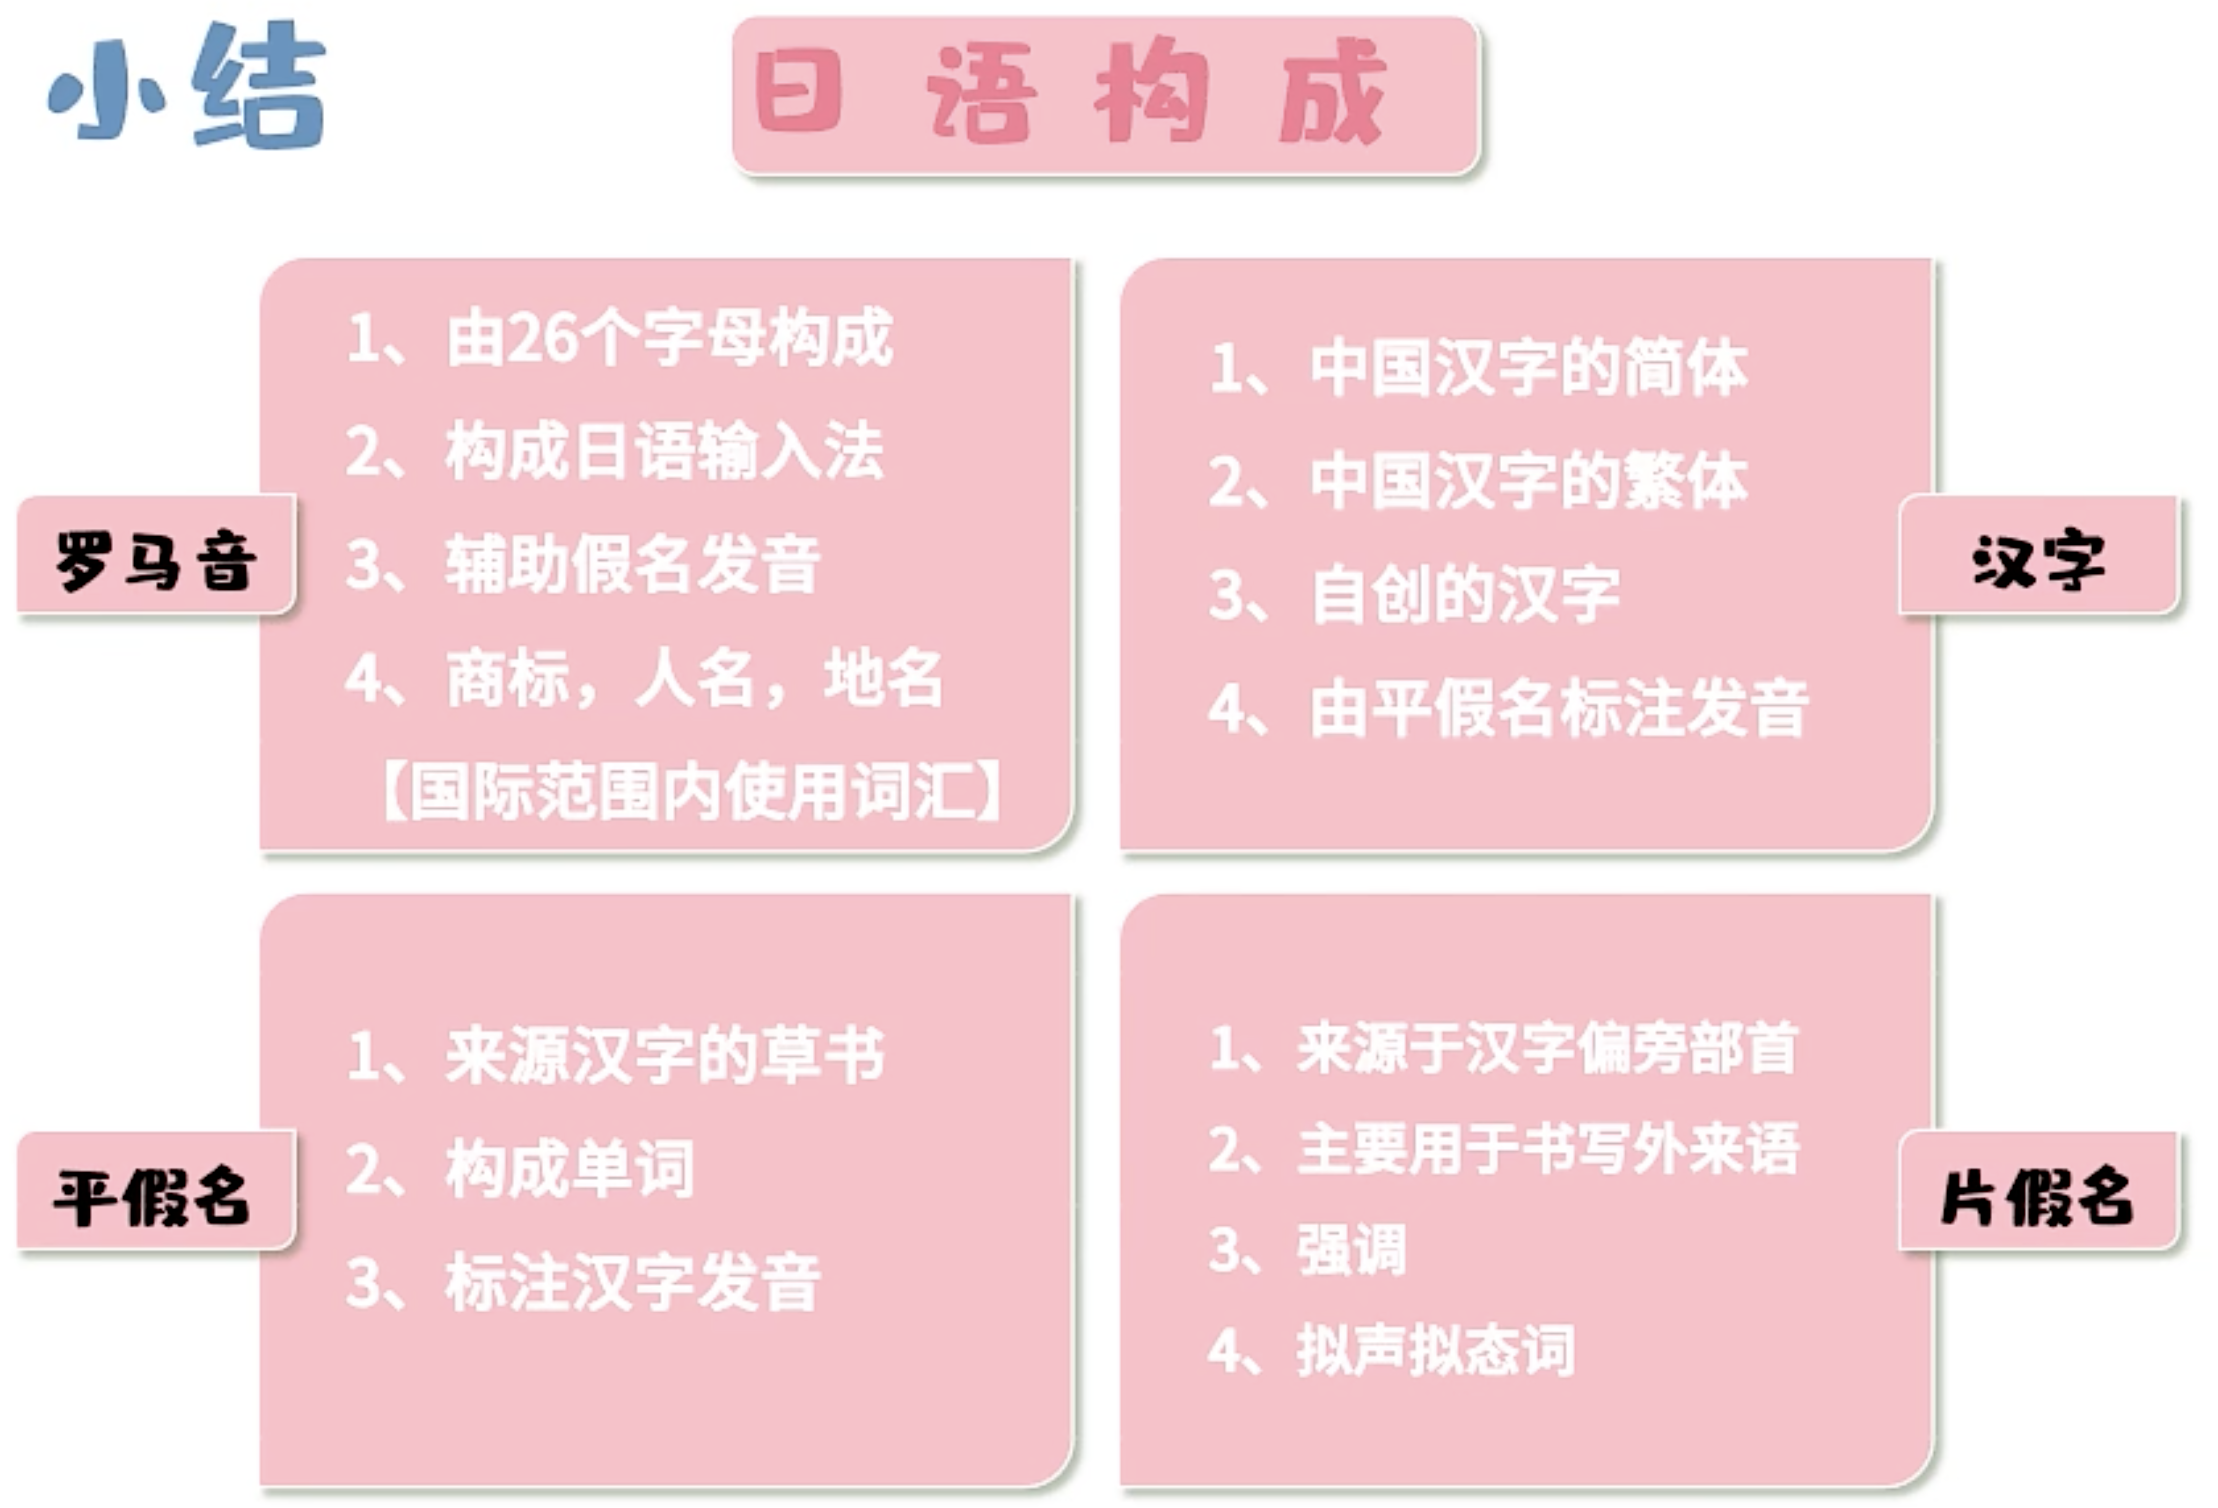 小结
日语构成
罗马音
1、由26个字母构成
2、构成日语输入法
3、辅助假名发音
4、商标，人名，地名
【国际范围内使用词汇】
汉字
1、中国汉字的简体
2、中国汉字的繁体
3、自创的汉字
4、由平假名标注发音
平假名
1、来源汉字的草书
2、构成单词
3、标注汉字发音
片假名
1、来源于汉字偏旁部首
2、主要用于书写外来语
3、强调
4、拟声拟态词